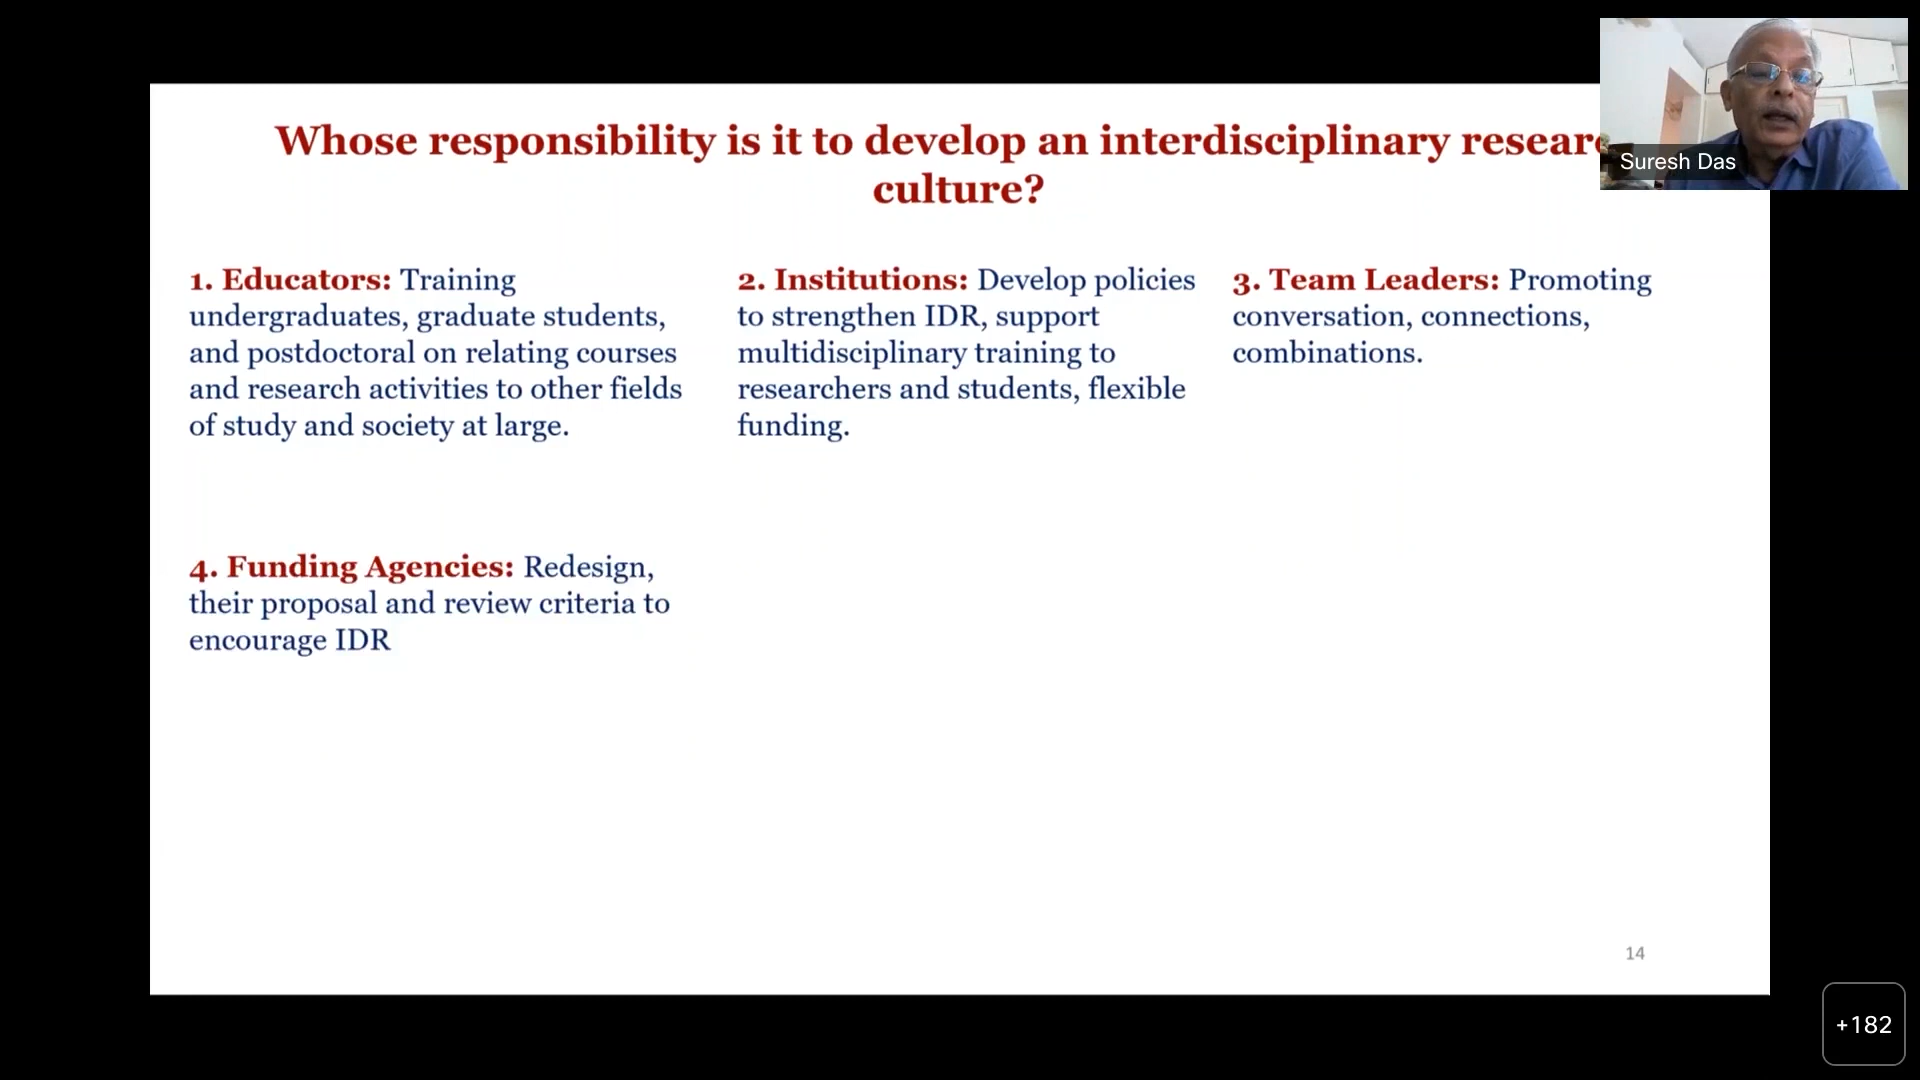 Whose responsibility is it to develop an interdisciplinary
culture?
Suresh Das
1. Educators: Training
undergraduates, graduate students,
and postdoctoral on relating courses
and research activities to other fields
of study and society at large.
2. Institutions: Develop policies
to strengthen IDR, support
multidisciplinary training to
researchers and students, flexible
funding.
3. Team Leaders: Promoting
conversation, connections,
combinations.
4. Funding Agencies: Redesign,
their proposal and review criteria to
encourage IDR
14
+182